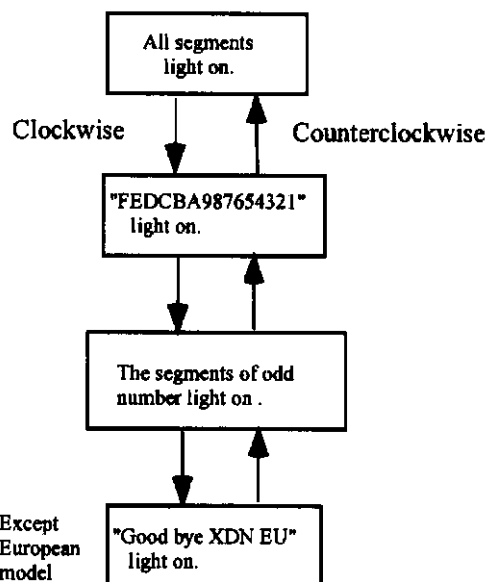 All segments
light on.
Clockwise
Counterclockwise
"FEDCBA987654321"
light on.
The segments of odd
number light on .
Except
European
model
"Good bye XDN EU"
light on.